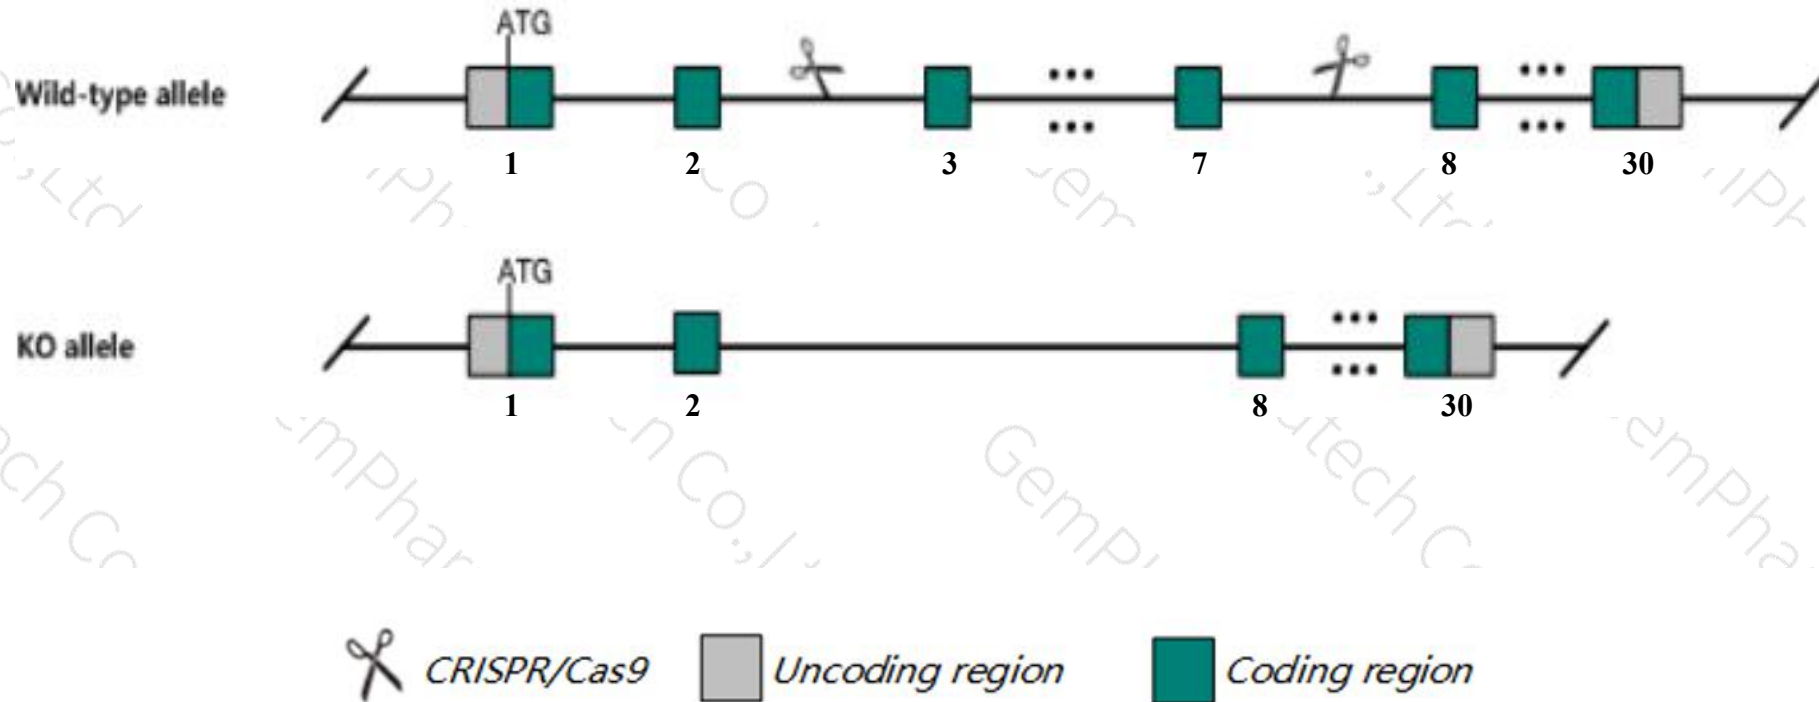 ATG
Wild-type allele
1 2 3 7 8 30
ATG
KO allele
1 2 8 30
CRISPR/Cas9 Uncoding region Coding region